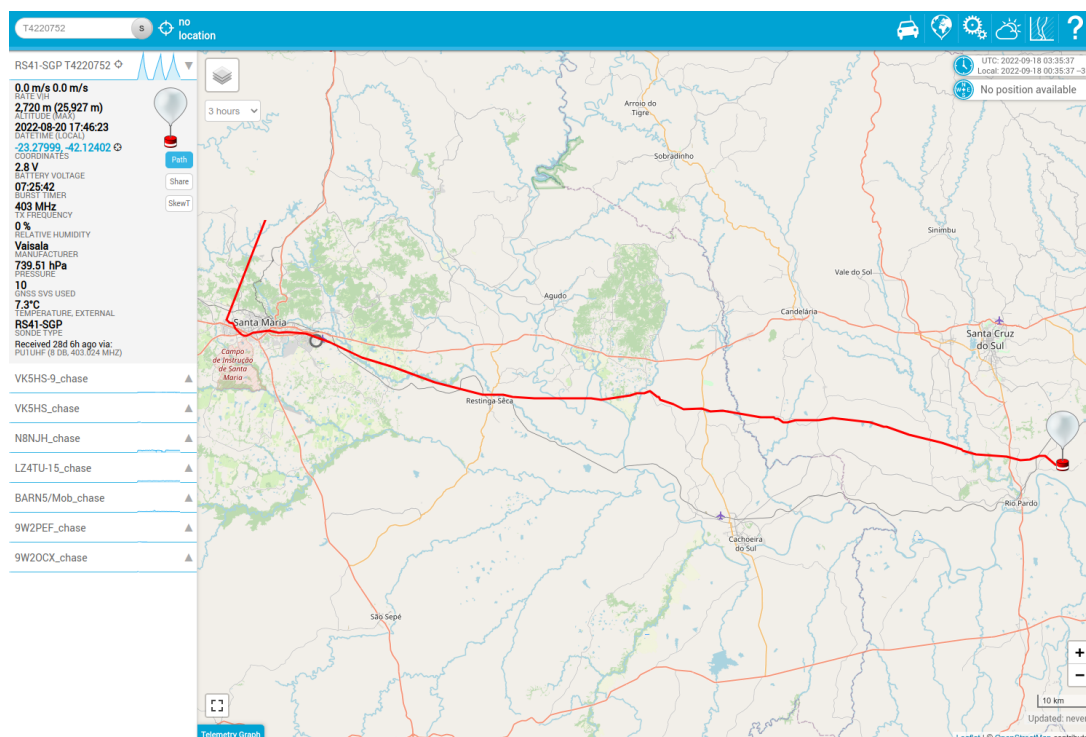 T4220752
S
no
location
?
UTC: 2022-09-18 03:35:37
Local: 2022-09-18 00:35:37 −3
No position available
RS41-SGP T4220752
0.0 m/s 0.0 m/s
RATE V|H
2,720 m (25,927 m)
ALTITUDE (MAX)
2022-08-20 17:46:23
DATETIME (LOCAL)
-23.27999, -42.12402
COORDINATES
2.8 V
BATTERY VOLTAGE
07:25:42
BURST TIMER
403 MHz
TX FREQUENCY
0 %
RELATIVE HUMIDITY
Vaisala
MANUFACTURER
739.51 hPa
PRESSURE
10
GNSS SVS USED
7.3°C
TEMPERATURE, EXTERNAL
RS41-SGP
SONDE TYPE
Received 28d 6h ago via:
PU1UHF (8 DB, 403.024 MHZ)
Path
Share
SkewT
VK5HS-9_chase
VK5HS_chase
N8NJH_chase
LZ4TU-15_chase
BARN5/Mob_chase
9W2PEF_chase
9W2OCX_chase
3 hours
Arroio do
Tigre
Sobradinho
Sinimbu
Vale do Sol
Agudo
Candelária
Santa Maria
Santa Cruz
do Sul
Campo
de Instrução
de Santa
Maria
Restinga Sêca
Rio Pardo
Cachoeira
do Sul
São Sepé
+
−
10 km
Updated: never
Telemetry Graph
Leaflet | © OpenStreetMap